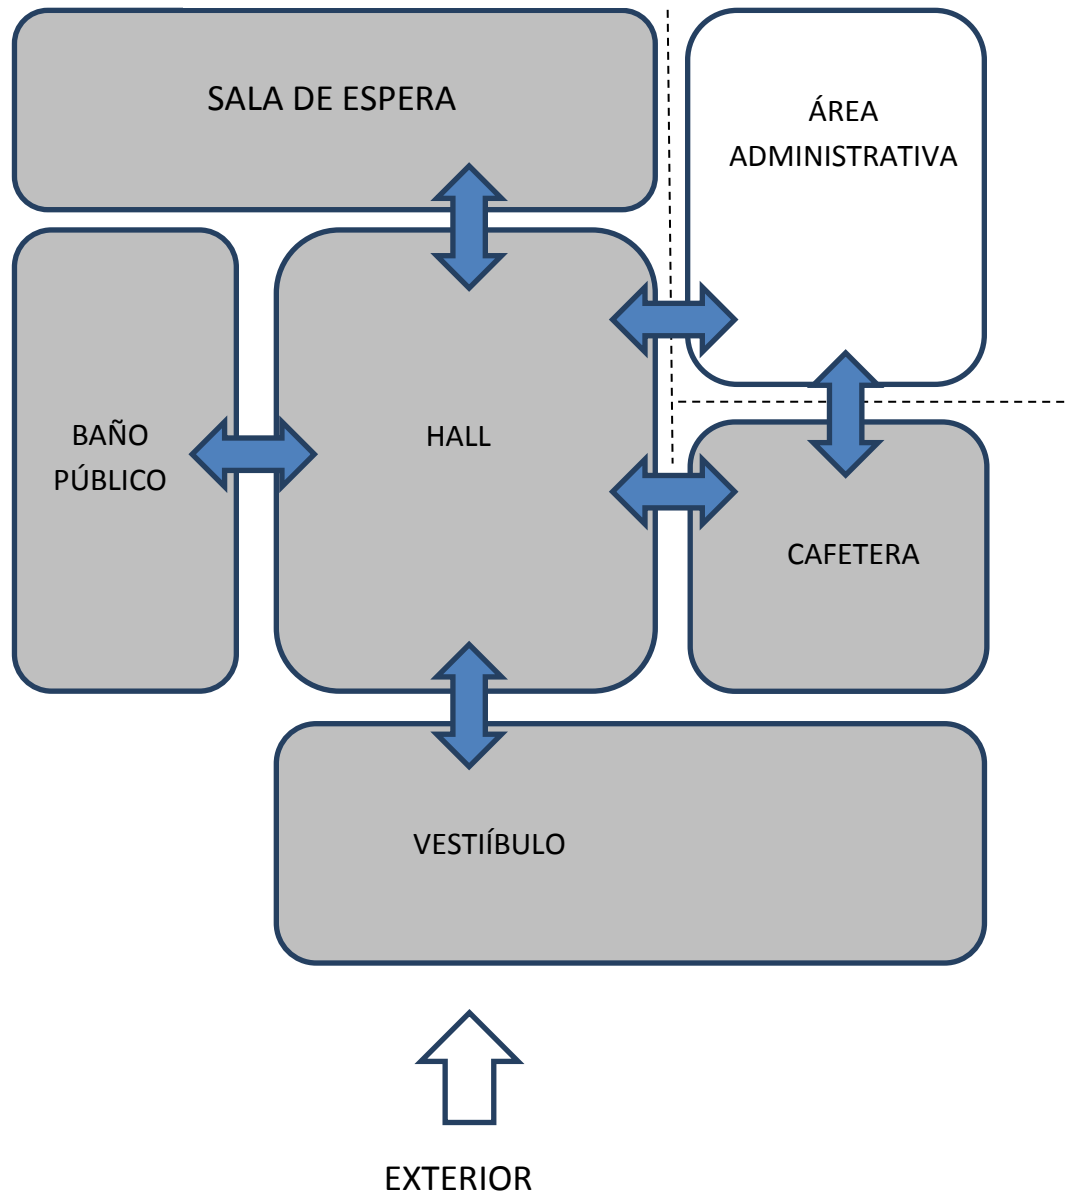 SALA DE ESPERA
ÁREA
ADMINISTRATIVA
BAÑO
PÚBLICO
HALL
CAFETERA
VESTIÍBULO
EXTERIOR